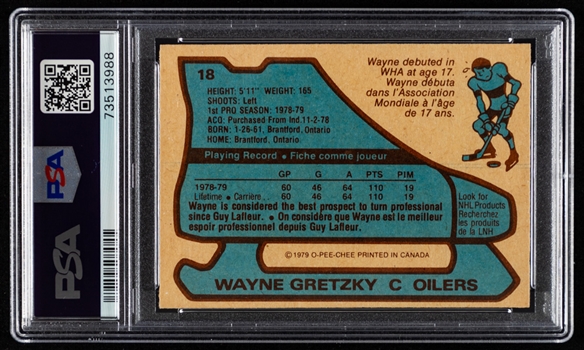 73513988
PSA
PSA
18
HEIGHT: 5'11" WEIGHT: 165
SHOOTS: Left
1st PRO SEASON: 1978-79
ACQ: Purchased From Ind. 11-2-78
BORN: 1-26-61, Brantford, Ontario
HOME: Brantford, Ontario
Wayne debuted in
WHA at age 17.
Wayne débuta
dans l'Association
Mondiale à l'âge
de 17 ans.
Playing Record • Fiche comme joueur
GP G A PTS PIM
1978-79 60 46 64 110 19
Lifetime • Carrière 60 46 64 110 19
Wayne is considered the best prospect to turn professional
since Guy Lafleur. • On considére que Wayne est le meilleur
espoir professionnel depuis Guy Lafleur.
Look for
NHL Products
Recherchez
les produits
de la LNH
©1979 O-PEE-CHEE PRINTED IN CANADA
WAYNE GRETZKY C OILERS